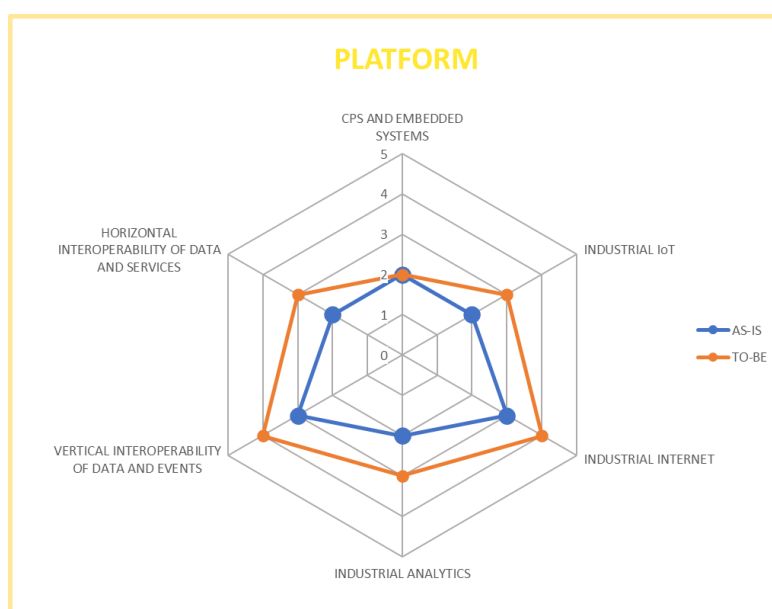 PLATFORM
CPS AND EMBEDDED
SYSTEMS
5
4
3
2
1
0
HORIZONTAL
INTEROPERABILITY OF DATA
AND SERVICES
INDUSTRIAL IoT
AS-IS
TO-BE
VERTICAL INTEROPERABILITY
OF DATA AND EVENTS
INDUSTRIAL INTERNET
INDUSTRIAL ANALYTICS